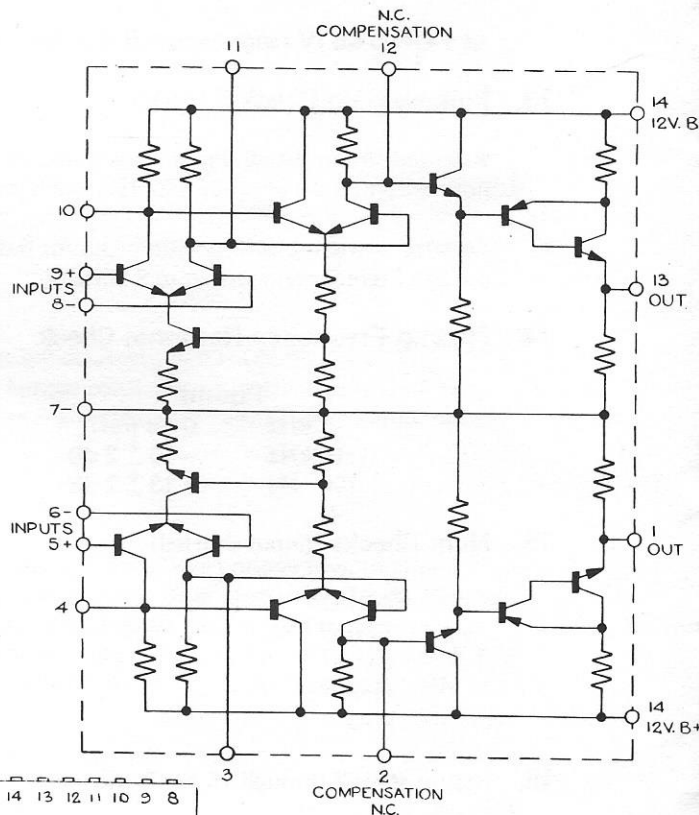 N.C.
COMPENSATION
11
12
14
12V. B
10
9+
INPUTS
8-
13
OUT
7-
6-
INPUTS
5+
1
OUT
4
14
12V. B+
3
2
COMPENSATION
N.C.
14 13 12 11 10 9 8